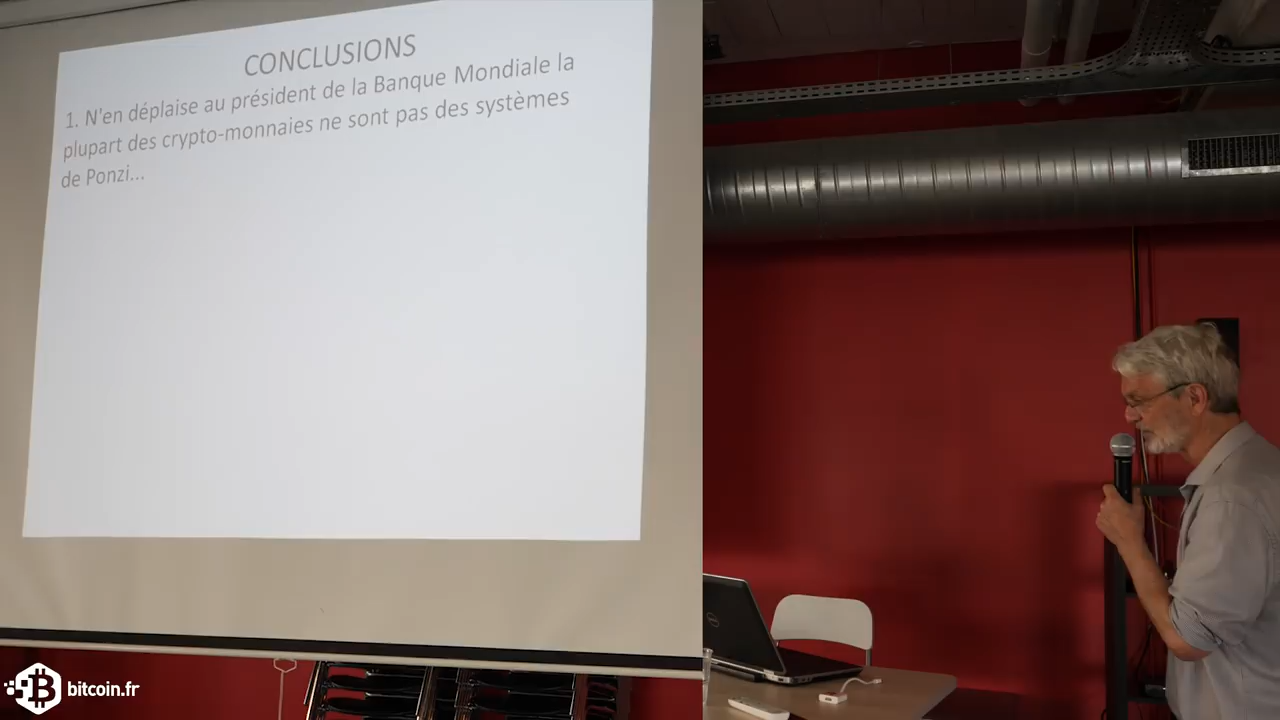 CONCLUSIONS
1. N'en déplaise au président de la Banque Mondiale la
plupart des crypto-monnaies ne sont pas des systèmes
de Ponzi...
bitcoin.fr